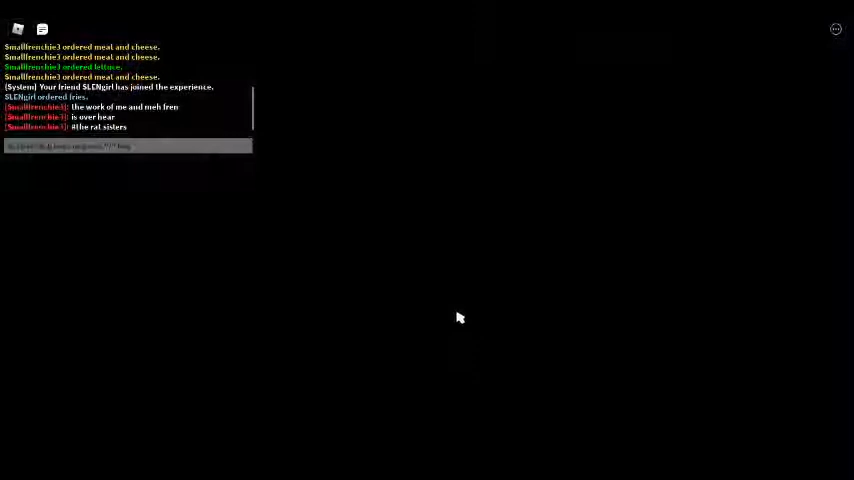 Smallfrenchie3 ordered meat and cheese.
Smallfrenchie3 ordered meat and cheese.
Smallfrenchie3 ordered lettuce.
Smallfrenchie3 ordered meat and cheese.
(System) Your friend SLENgirl has joined the experience.
SLENgirl ordered fries.
[Smallfrenchie3]: the work of me and meh fren
[Smallfrenchie3]: is over hear
[Smallfrenchie3]: #the rat sisters